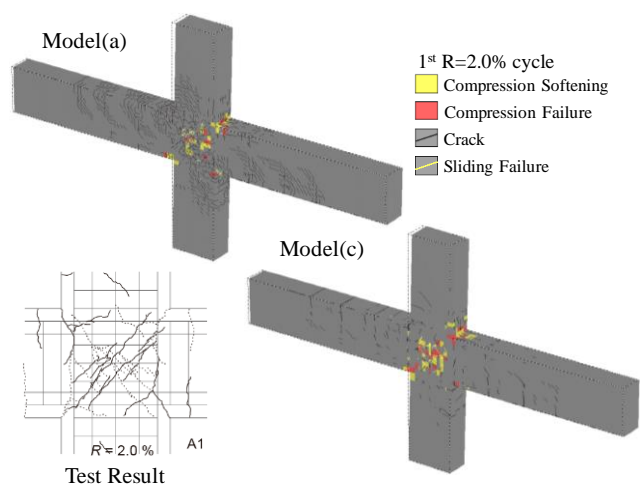 Model(a)
1st R=2.0% cycle
Compression Softening
Compression Failure
Crack
Sliding Failure
Model(c)
R = 2.0 %
A1
Test Result